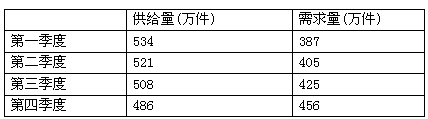 供给量(万件) 需求量(万件)
第一季度 534 387
第二季度 521 405
第三季度 508 425
第四季度 486 456